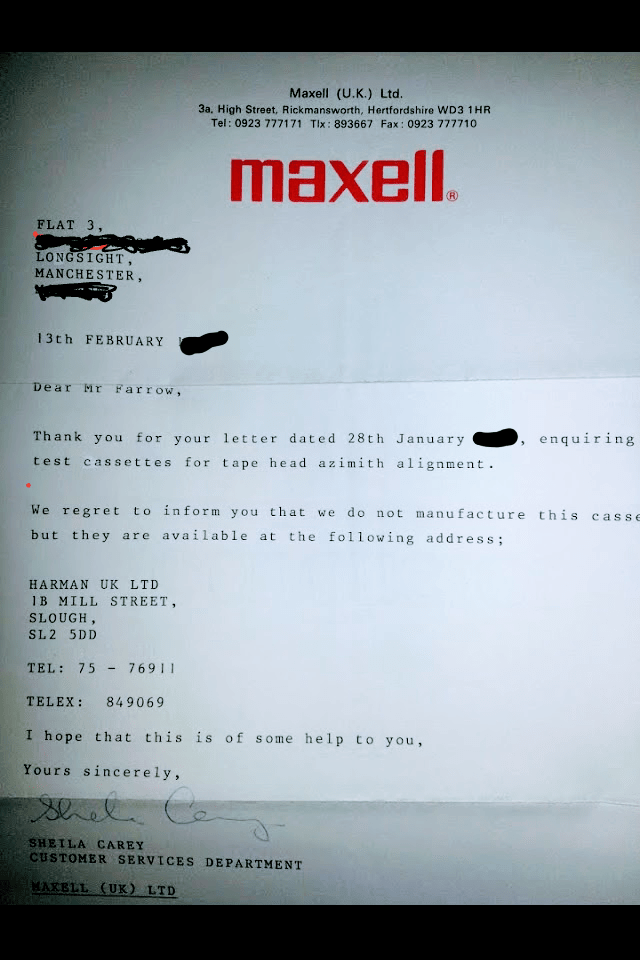 Maxell (U.K.) Ltd.
3a, High Street, Rickmansworth, Hertfordshire WD3 1HR
Tel: 0923 777171 Tlx: 893667 Fax: 0923 777710
maxell®
FLAT 3,
LONGSIGHT,
MANCHESTER,
13th FEBRUARY
Dear Mr Farrow,
Thank you for your letter dated 28th January , enquiring
test cassettes for tape head azimith alignment.
We regret to inform you that we do not manufacture this casse
but they are available at the following address;
HARMAN UK LTD
1B MILL STREET,
SLOUGH,
SL2 5DD
TEL: 75 - 76911
TELEX: 849069
I hope that this is of some help to you,
Yours sincerely,
Sheila Carey
SHEILA CAREY
CUSTOMER SERVICES DEPARTMENT
MAXELL (UK) LTD